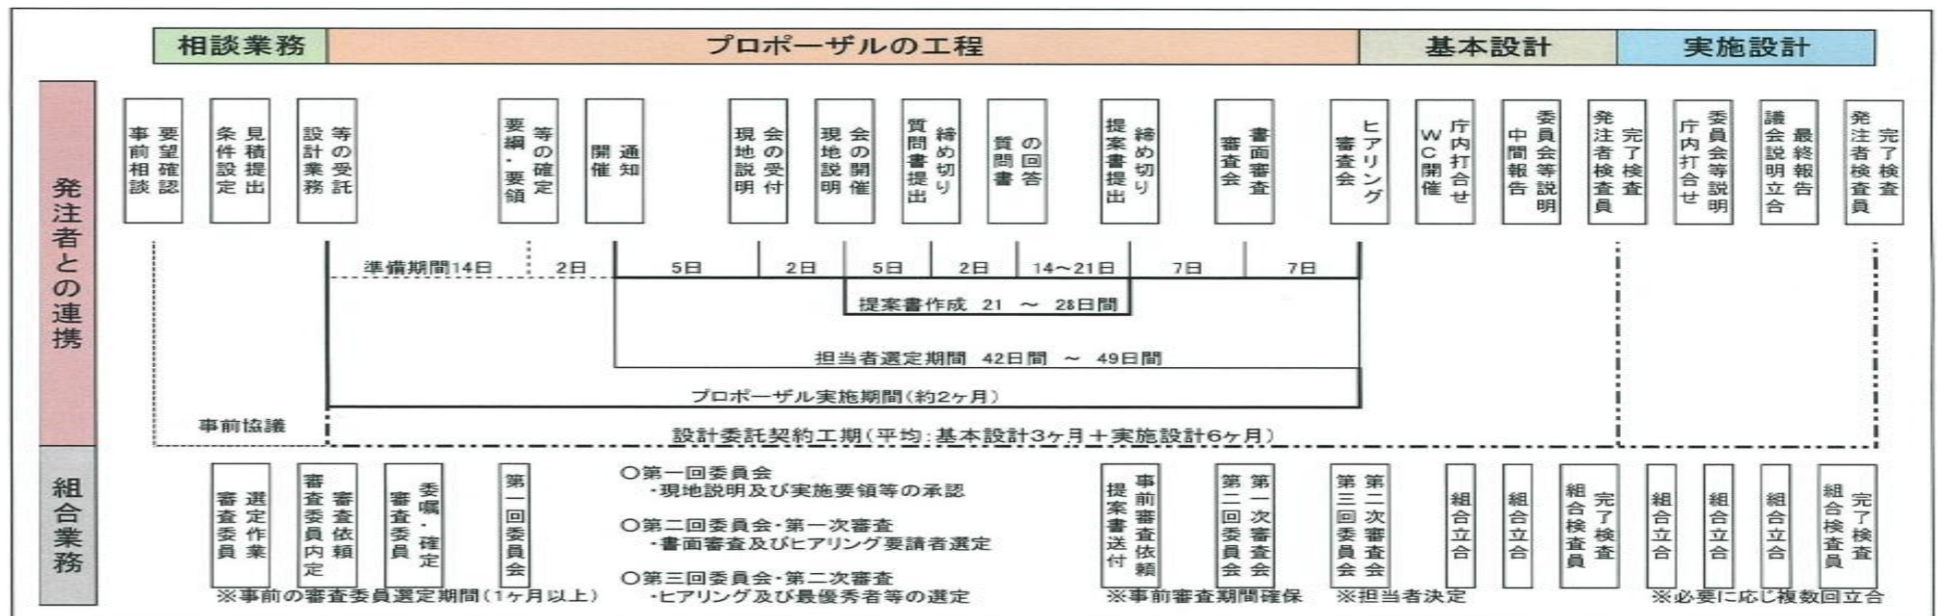 相談業務
プロポーザルの工程
基本設計
実施設計
発注者との連携
要望確認
事前相談
見積提出
条件設定
等の受託
設計業務
等の確定
要綱・要領
通知
開催
会の受付
現地説明
会の開催
現地説明
締め切り
質問書提出
の回答
質問書
締め切り
提案書提出
書面審査
審査会
ヒアリング
審査会
庁内打合せ
WC開催
委員会等説明
中間報告
完了検査
発注者検査員
委員会等説明
庁内打合せ
最終報告
議会説明立合
完了検査
発注者検査員
準備期間14日
2日
5日
2日
5日
2日
14~21日
7日
7日
提案書作成 21 ~ 28日間
担当者選定期間 42日間 ~ 49日間
プロポーザル実施期間(約2ヶ月)
事前協議
設計委託契約工期(平均:基本設計3ヶ月+実施設計6ヶ月)
組合業務
選定作業
審査委員
審査依頼
審査委員内定
委嘱・確定
審査委員
第一回委員会
○第一回委員会
・現地説明及び実施要領等の承認
○第二回委員会・第一次審査
・書面審査及びヒアリング要請者選定
○第三回委員会・第二次審査
・ヒアリング及び最優秀者等の選定
事前審査依頼
提案書送付
第一次審査会
第二回委員会
第二次審査会
第三回委員会
組合立合
組合立合
完了検査
組合検査員
組合立合
組合立合
組合立合
完了検査
組合検査員
※事前の審査委員選定期間(1ヶ月以上)
※事前審査期間確保
※担当者決定
※必要に応じ複数回立合